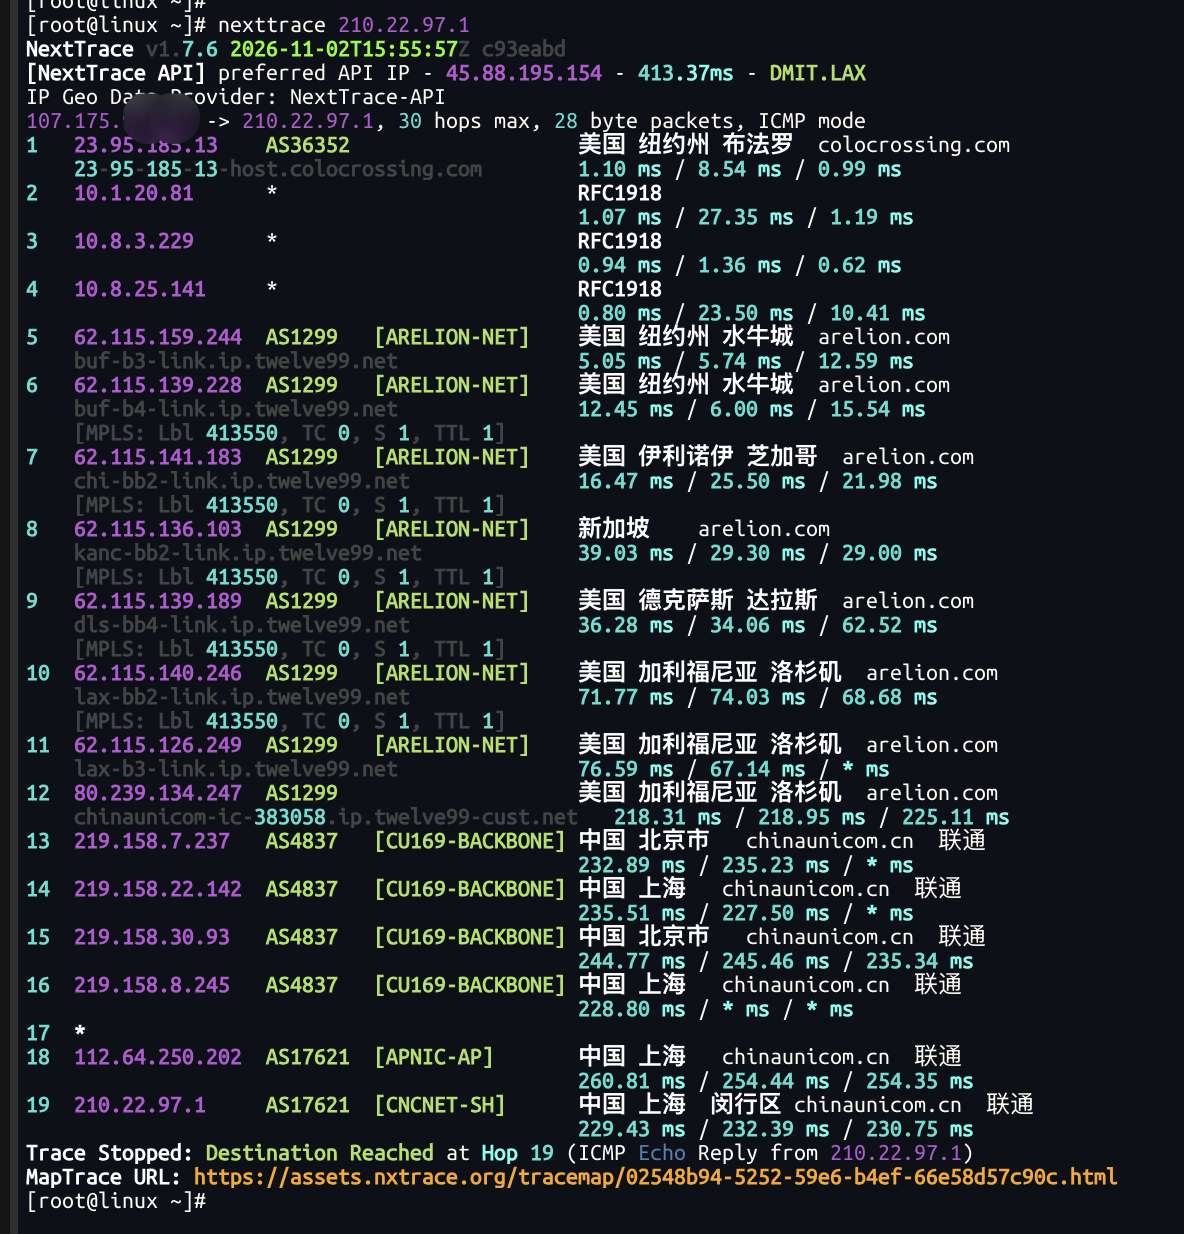 [root@linux ~]#
[root@linux ~]# nexttrace 210.22.97.1
NextTrace v1.7.6 2026-11-02T15:55:57Z c93eabd
[NextTrace API] preferred API IP - 45.88.195.154 - 413.37ms - DMIT.LAX
IP Geo Data Provider: NextTrace-API
107.175. -> 210.22.97.1, 30 hops max, 28 byte packets, ICMP mode
1 23.95.185.13 AS36352 美国 纽约州 布法罗 colocrossing.com
23-95-185-13-host.colocrossing.com 1.10 ms / 8.54 ms / 0.99 ms
2 10.1.20.81 * RFC1918
1.07 ms / 27.35 ms / 1.19 ms
3 10.8.3.229 * RFC1918
0.94 ms / 1.36 ms / 0.62 ms
4 10.8.25.141 * RFC1918
0.80 ms / 23.50 ms / 10.41 ms
5 62.115.159.244 AS1299 [ARELION-NET] 美国 纽约州 水牛城 arelion.com
buf-b3-link.ip.twelve99.net 5.05 ms / 5.74 ms / 12.59 ms
6 62.115.139.228 AS1299 [ARELION-NET] 美国 纽约州 水牛城 arelion.com
buf-b4-link.ip.twelve99.net 12.45 ms / 6.00 ms / 15.54 ms
[MPLS: Lbl 413550, TC 0, S 1, TTL 1]
7 62.115.141.183 AS1299 [ARELION-NET] 美国 伊利诺伊 芝加哥 arelion.com
chi-bb2-link.ip.twelve99.net 16.47 ms / 25.50 ms / 21.98 ms
[MPLS: Lbl 413550, TC 0, S 1, TTL 1]
8 62.115.136.103 AS1299 [ARELION-NET] 新加坡 arelion.com
kanc-bb2-link.ip.twelve99.net 39.03 ms / 29.30 ms / 29.00 ms
[MPLS: Lbl 413550, TC 0, S 1, TTL 1]
9 62.115.139.189 AS1299 [ARELION-NET] 美国 德克萨斯 达拉斯 arelion.com
dls-bb4-link.ip.twelve99.net 36.28 ms / 34.06 ms / 62.52 ms
[MPLS: Lbl 413550, TC 0, S 1, TTL 1]
10 62.115.140.246 AS1299 [ARELION-NET] 美国 加利福尼亚 洛杉矶 arelion.com
lax-bb2-link.ip.twelve99.net 71.77 ms / 74.03 ms / 68.68 ms
[MPLS: Lbl 413550, TC 0, S 1, TTL 1]
11 62.115.126.249 AS1299 [ARELION-NET] 美国 加利福尼亚 洛杉矶 arelion.com
lax-b3-link.ip.twelve99.net 76.59 ms / 67.14 ms / * ms
12 80.239.134.247 AS1299 美国 加利福尼亚 洛杉矶 arelion.com
chinaunicom-ic-383058.ip.twelve99-cust.net 218.31 ms / 218.95 ms / 225.11 ms
13 219.158.7.237 AS4837 [CU169-BACKBONE] 中国 北京市 chinaunicom.cn 联通
232.89 ms / 235.23 ms / * ms
14 219.158.22.142 AS4837 [CU169-BACKBONE] 中国 上海 chinaunicom.cn 联通
235.51 ms / 227.50 ms / * ms
15 219.158.30.93 AS4837 [CU169-BACKBONE] 中国 北京市 chinaunicom.cn 联通
244.77 ms / 245.46 ms / 235.34 ms
16 219.158.8.245 AS4837 [CU169-BACKBONE] 中国 上海 chinaunicom.cn 联通
228.80 ms / * ms / * ms
17 *
18 112.64.250.202 AS17621 [APNIC-AP] 中国 上海 chinaunicom.cn 联通
260.81 ms / 254.44 ms / 254.35 ms
19 210.22.97.1 AS17621 [CNCNET-SH] 中国 上海 闵行区 chinaunicom.cn 联通
229.43 ms / 232.39 ms / 230.75 ms
Trace Stopped: Destination Reached at Hop 19 (ICMP Echo Reply from 210.22.97.1)
MapTrace URL: https://assets.nxtrace.org/tracemap/02548b94-5252-59e6-b4ef-66e58d57c90c.html
[root@linux ~]#